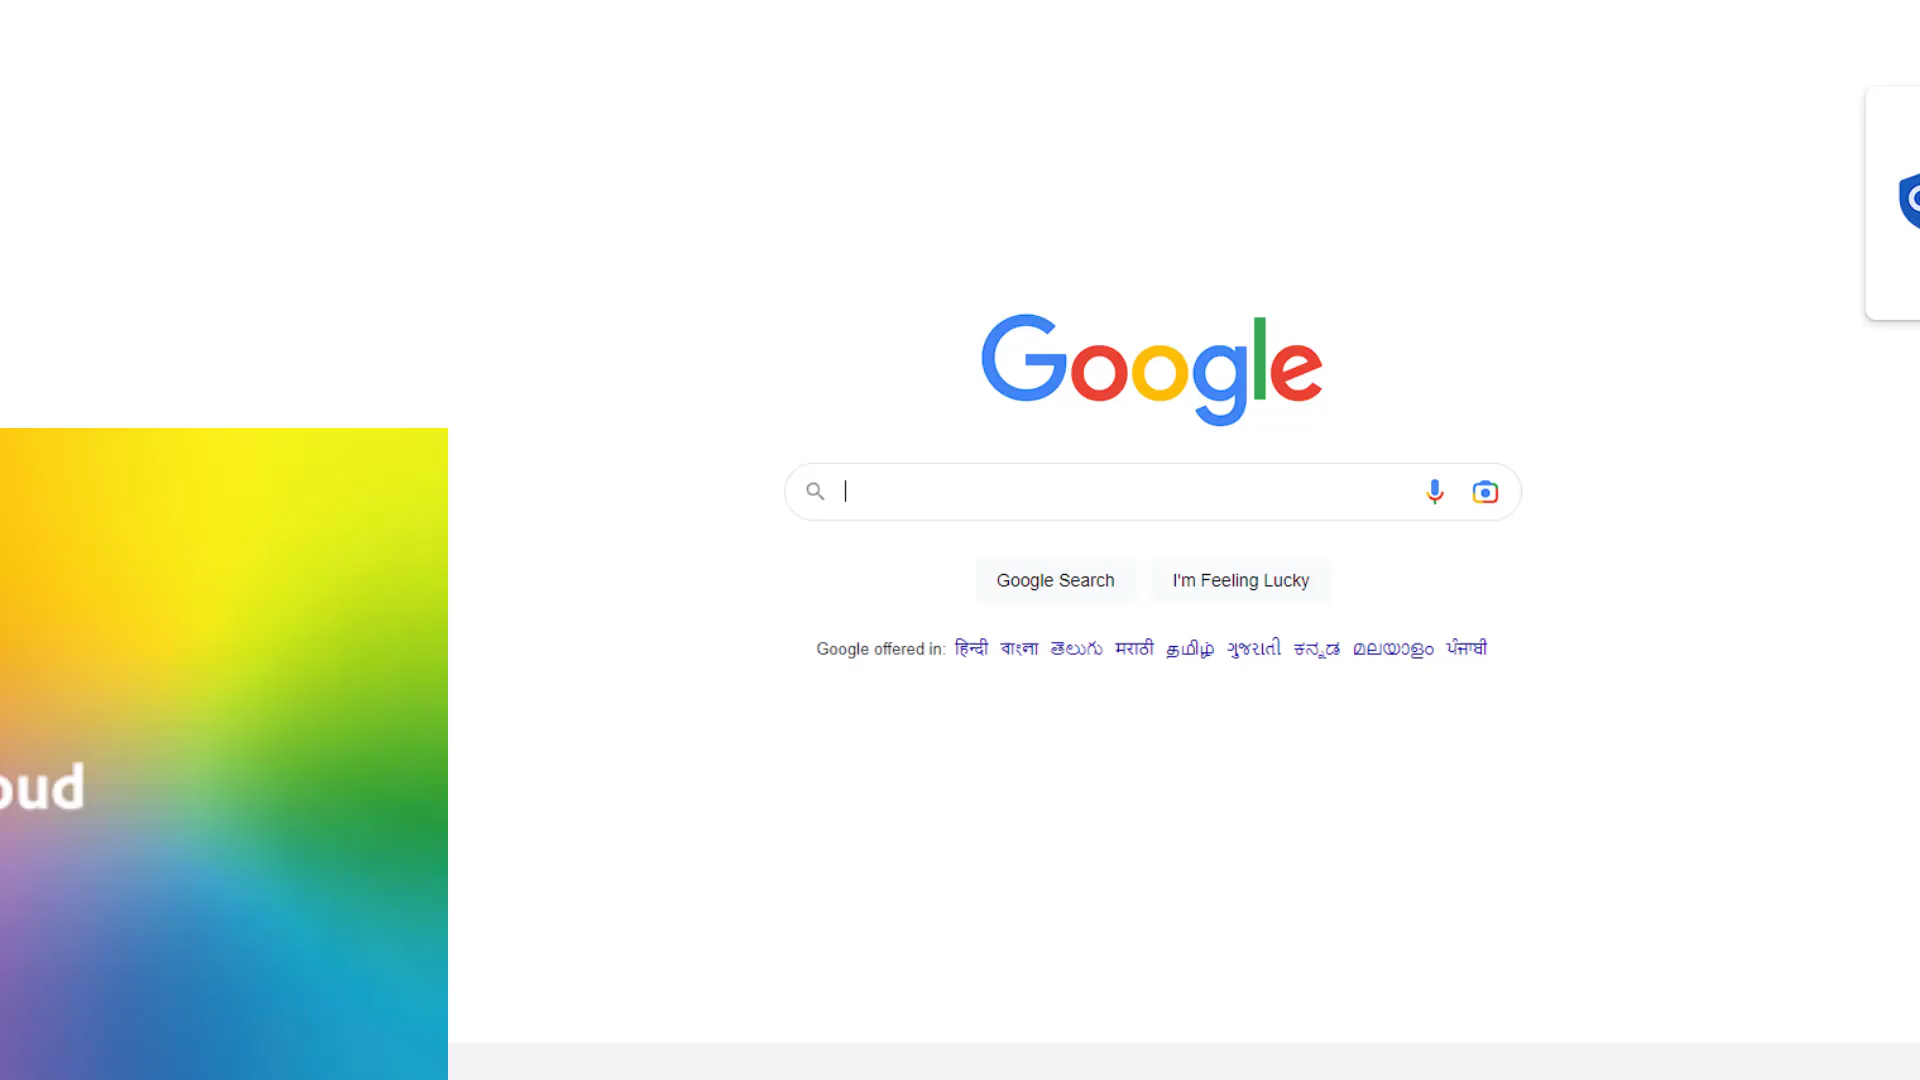 Google
Google Search I'm Feeling Lucky
Google offered in: हिन्दी বাংলা తెలుగు मराठी தமிழ் ગુજરાતી ಕನ್ನಡ മലയാളം ਪੰਜਾਬੀ
oud